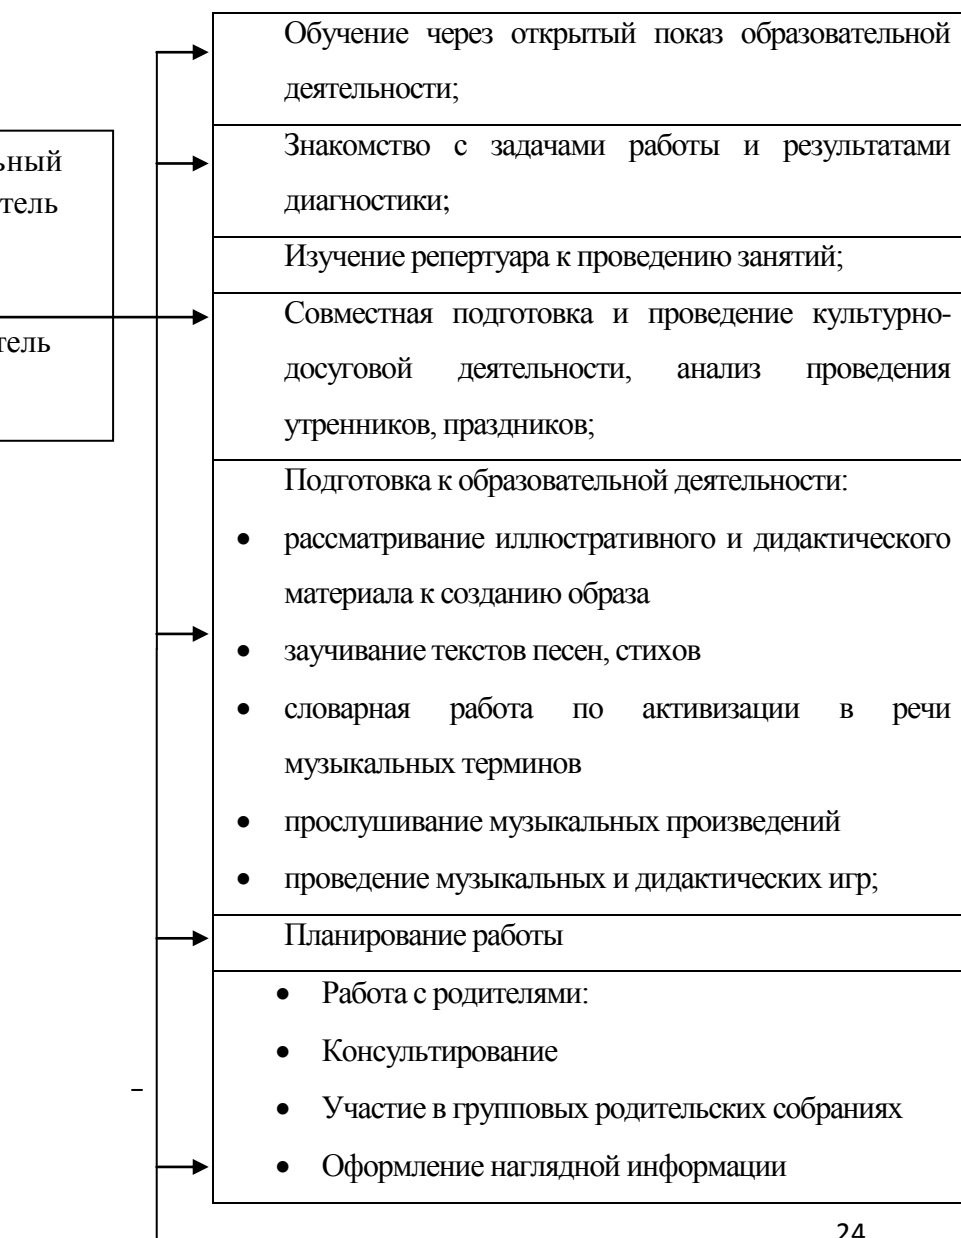 Обучение через открытый показ образовательной
деятельности;
ьный
тель
Знакомство с задачами работы и результатами
диагностики;
Изучение репертуара к проведению занятий;
тель
Совместная подготовка и проведение культурно-
досуговой деятельности, анализ проведения
утренников, праздников;
Подготовка к образовательной деятельности:
• рассматривание иллюстративного и дидактического
материала к созданию образа
• заучивание текстов песен, стихов
• словарная работа по активизации в речи
музыкальных терминов
• прослушивание музыкальных произведений
• проведение музыкальных и дидактических игр;
Планирование работы
• Работа с родителями:
• Консультирование
• Участие в групповых родительских собраниях
• Оформление наглядной информации
24